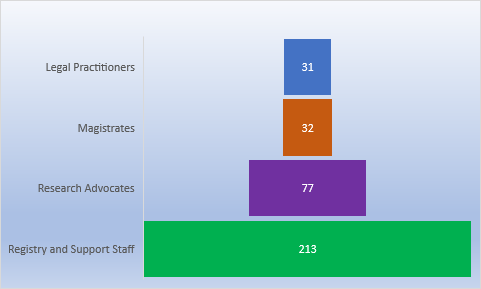 Legal Practitioners 31
Magistrates 32
Research Advocates 77
Registry and Support Staff 213